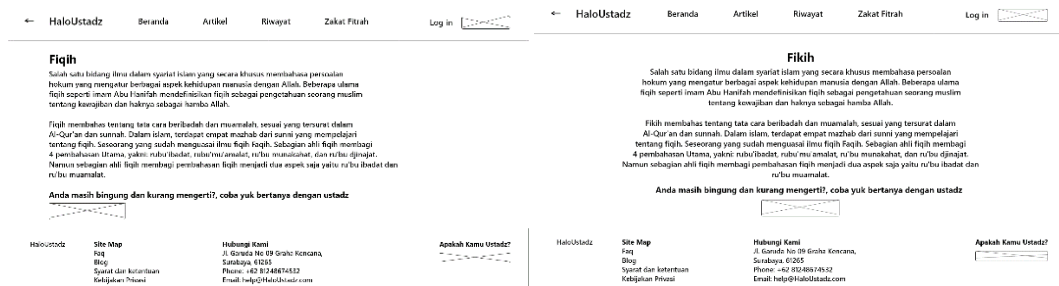 ← HaloUstadz Beranda Artikel Riwayat Zakat Fitrah Log in
Fiqih
Salah satu bidang ilmu dalam syariat islam yang secara khusus membahasa persoalan
hokum yang mengatur berbagai aspek kehidupan manusia dengan Allah. Beberapa ulama
fiqih seperti imam Abu Hanifah mendefinisikan fiqih sebagai pengetahuan seorang muslim
tentang kewajiban dan haknya sebagai hamba Allah.
Fiqih membahas tentang tata cara beribadah dan muamalah, sesuai yang tersurat dalam
Al-Qur'an dan sunnah. Dalam islam, terdapat empat mazhab dari sunni yang mempelajari
tentang fiqih. Seseorang yang sudah menguasai ilmu fiqih Faqih. Sebagian ahli fiqih membagi
4 pembahasan Utama, yakni: rubu'ibadat, rubu'mu'amalat, ru'bu munakahat, dan ru'bu djinajat.
Namun sebagian ahli fiqih membagi pembahasan fiqih menjadi dua aspek saja yaitu ru'bu ibadat dan
ru'bu muamalat.
Anda masih bingung dan kurang mengerti?, coba yuk bertanya dengan ustadz
HaloUstadz Site Map Hubungi Kami Apakah Kamu Ustadz?
Faq Jl. Garuda No 09 Graha Kencana,
Blog Surabaya, 61265
Syarat dan ketentuan Phone: +62 81248674532
Kebijakan Privasi Email: help@HaloUstadz.com
← HaloUstadz Beranda Artikel Riwayat Zakat Fitrah Log in
Fikih
Salah satu bidang ilmu dalam syariat islam yang secara khusus membahasa persoalan
hokum yang mengatur berbagai aspek kehidupan manusia dengan Allah. Beberapa ulama
fiqih seperti imam Abu Hanifah mendefinisikan fiqih sebagai pengetahuan seorang muslim
tentang kewajiban dan haknya sebagai hamba Allah.
Fikih membahas tentang tata cara beribadah dan muamalah, sesuai yang tersurat dalam
Al-Qur'an dan sunnah. Dalam islam, terdapat empat mazhab dari sunni yang mempelajari
tentang fiqih. Seseorang yang sudah menguasai ilmu fiqih Faqih. Sebagian ahli fiqih membagi
4 pembahasan Utama, yakni: rubu'ibadat, rubu'mu amalat, ru'bu munakahat, dan ru'bu djinajat.
Namun sebagian ahli fiqih membagi pembahasan fiqih menjadi dua aspek saja yaitu ru'bu ibadat dan
ru'bu muamalat.
Anda masih bingung dan kurang mengerti?, coba yuk bertanya dengan ustadz
HaloUstadz Site Map Hubungi Kami Apakah Kamu Ustadz?
Faq Jl. Garuda No 09 Graha Kencana,
Blog Surabaya, 61265
Syarat dan ketentuan Phone: +62 81248674532
Kebijakan Privasi Email: help@HaloUstadz.com